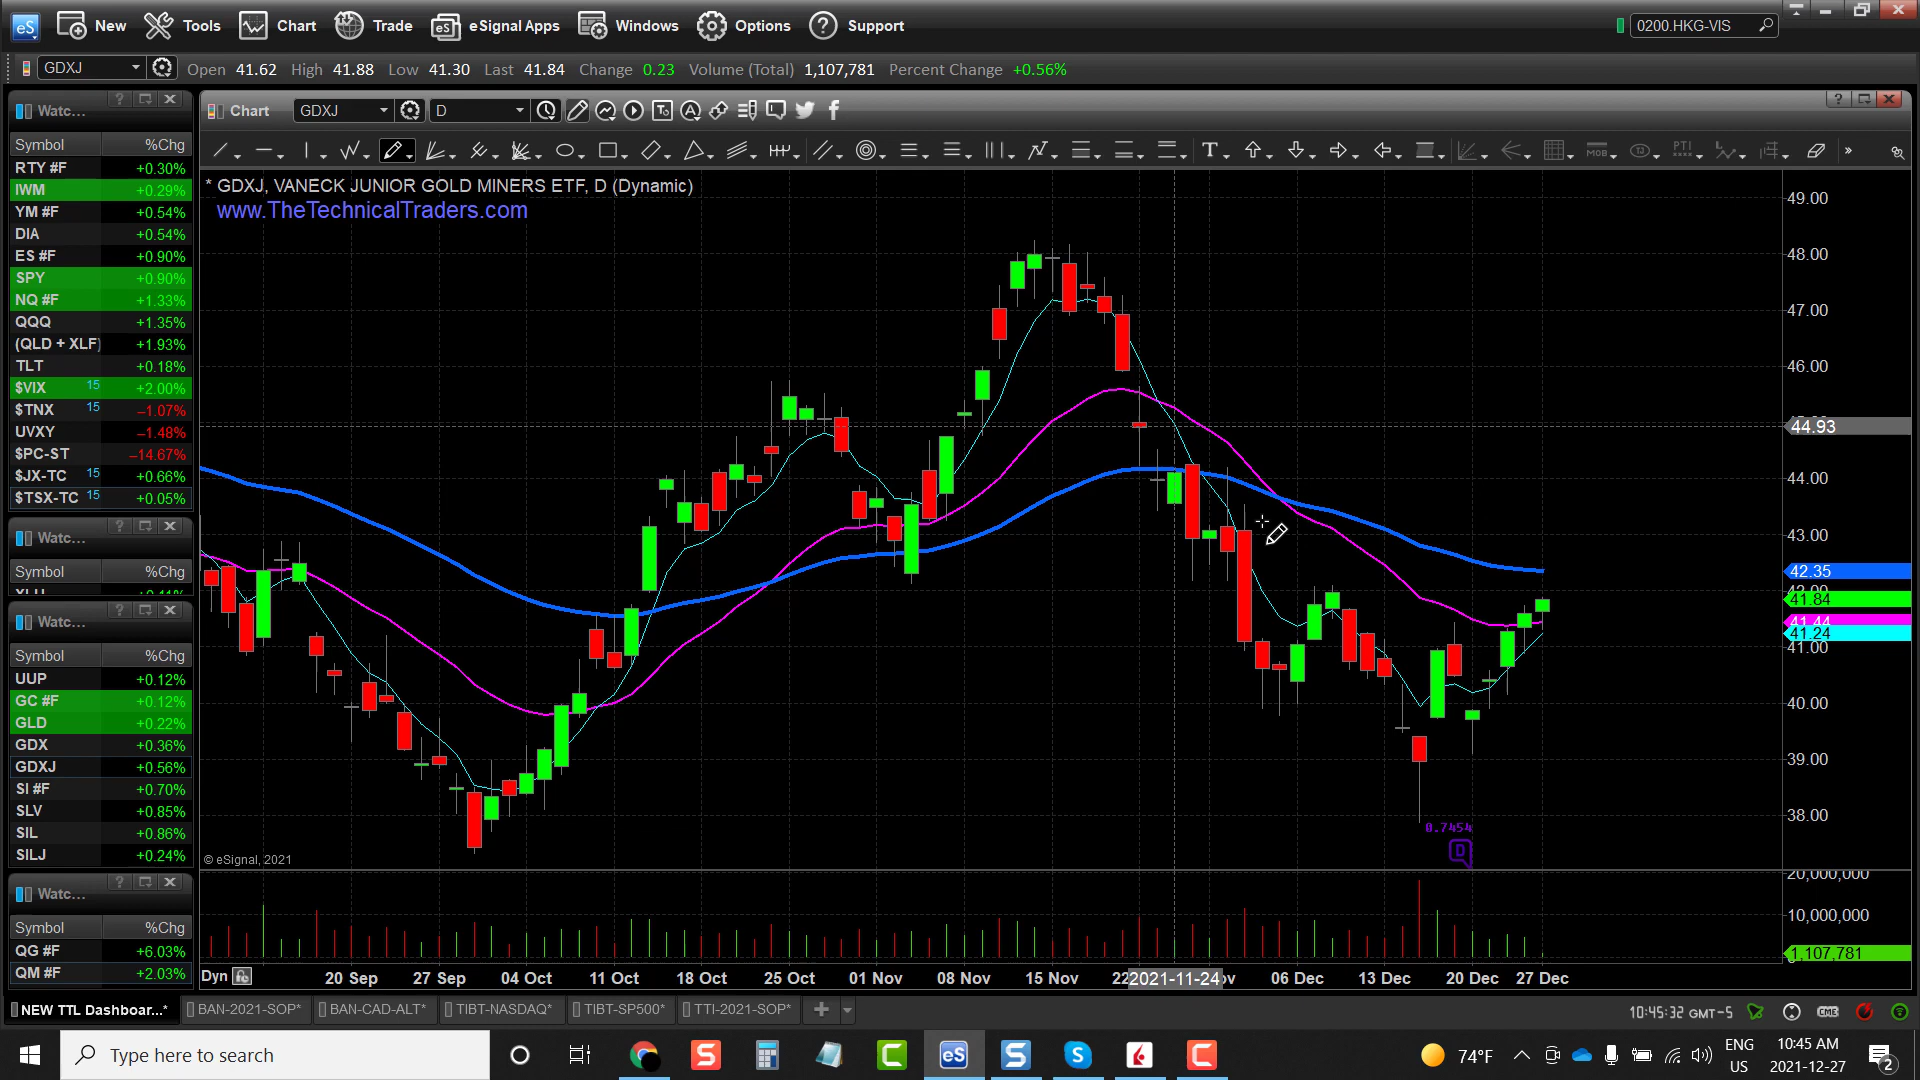 eS New Tools Chart Trade eS eSignal Apps Windows Options ? Support 0200.HKG-VIS
GDXJ Open 41.62 High 41.88 Low 41.30 Last 41.84 Change 0.23 Volume (Total) 1,107,781 Percent Change +0.56%
Watc...
Symbol %Chg
RTY #F +0.30%
IWM +0.29%
YM #F +0.54%
DIA +0.54%
ES #F +0.90%
SPY +0.90%
NQ #F +1.33%
QQQ +1.35%
(QLD + XLF) +1.93%
TLT +0.18%
$VIX 15 +2.00%
$TNX 15 -1.07%
UVXY -1.48%
$PC-ST -14.67%
$JX-TC 15 +0.66%
$TSX-TC 15 +0.05%
Watc...
Symbol %Chg
Watc...
Symbol %Chg
UUP +0.12%
GC #F +0.12%
GLD +0.22%
GDX +0.36%
GDXJ +0.56%
SI #F +0.70%
SLV +0.85%
SIL +0.86%
SILJ +0.24%
Watc...
Symbol %Chg
QG #F +6.03%
QM #F +2.03%
Chart GDXJ D
* GDXJ, VANECK JUNIOR GOLD MINERS ETF, D (Dynamic)
www.TheTechnicalTraders.com
49.00
48.00
47.00
46.00
44.93
44.00
43.00
42.35
41.84
41.44
41.24
41.00
40.00
39.00
38.00
0.7454
D
© eSignal, 2021
20,000,000
10,000,000
1,107,781
Dyn 20 Sep 27 Sep 04 Oct 11 Oct 18 Oct 25 Oct 01 Nov 08 Nov 15 Nov 22 2021-11-24 06 Dec 13 Dec 20 Dec 27 Dec
NEW TTL Dashboar...* BAN-2021-SOP* BAN-CAD-ALT* TIBT-NASDAQ* TIBT-SP500* TTI-2021-SOP* 10:45:32 GMT-5 CME
Type here to search 74°F ENG US 10:45 AM 2021-12-27 2